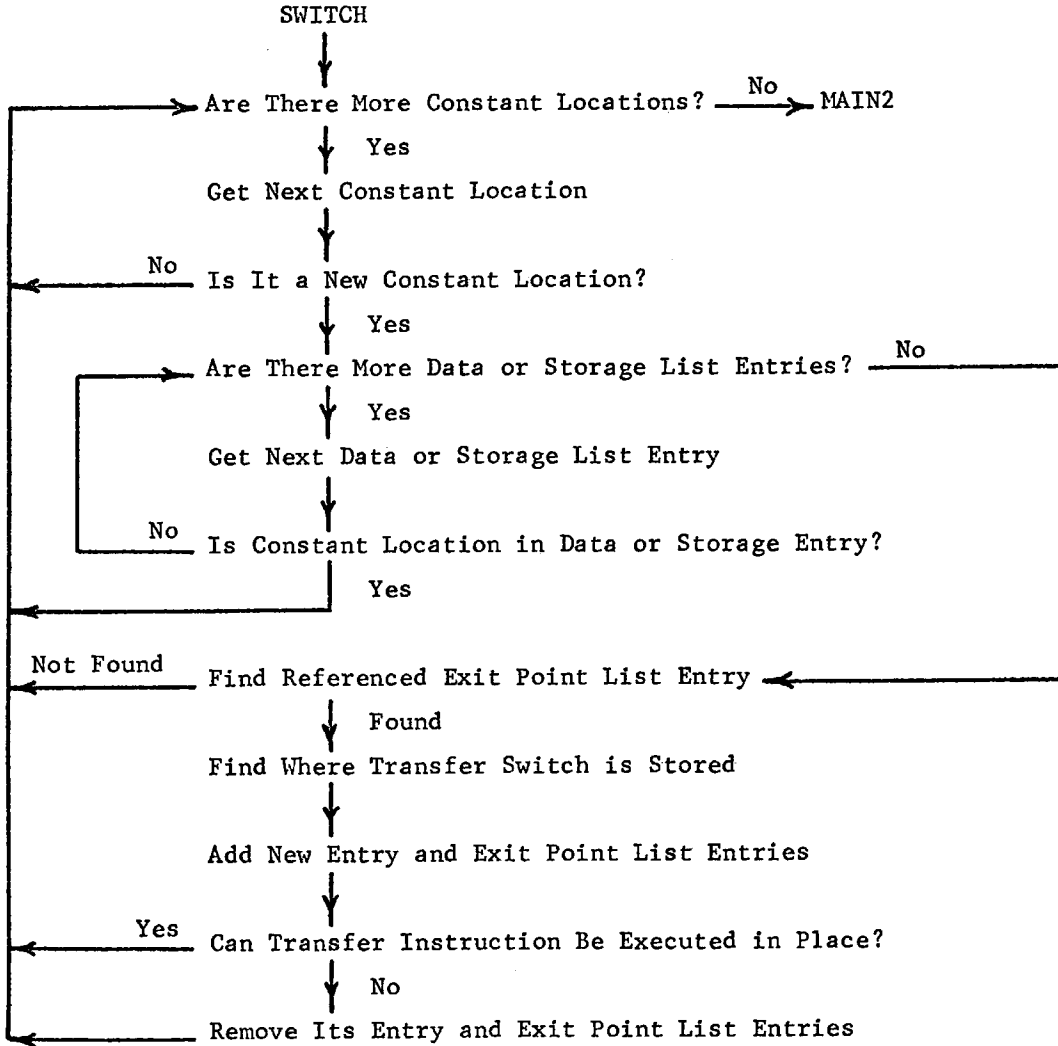 SWITCH
Are There More Constant Locations?
No
MAIN2
Yes
Get Next Constant Location
No
Is It a New Constant Location?
Yes
Are There More Data or Storage List Entries?
No
Yes
Get Next Data or Storage List Entry
No
Is Constant Location in Data or Storage Entry?
Yes
Not Found
Find Referenced Exit Point List Entry
Found
Find Where Transfer Switch is Stored
Add New Entry and Exit Point List Entries
Yes
Can Transfer Instruction Be Executed in Place?
No
Remove Its Entry and Exit Point List Entries